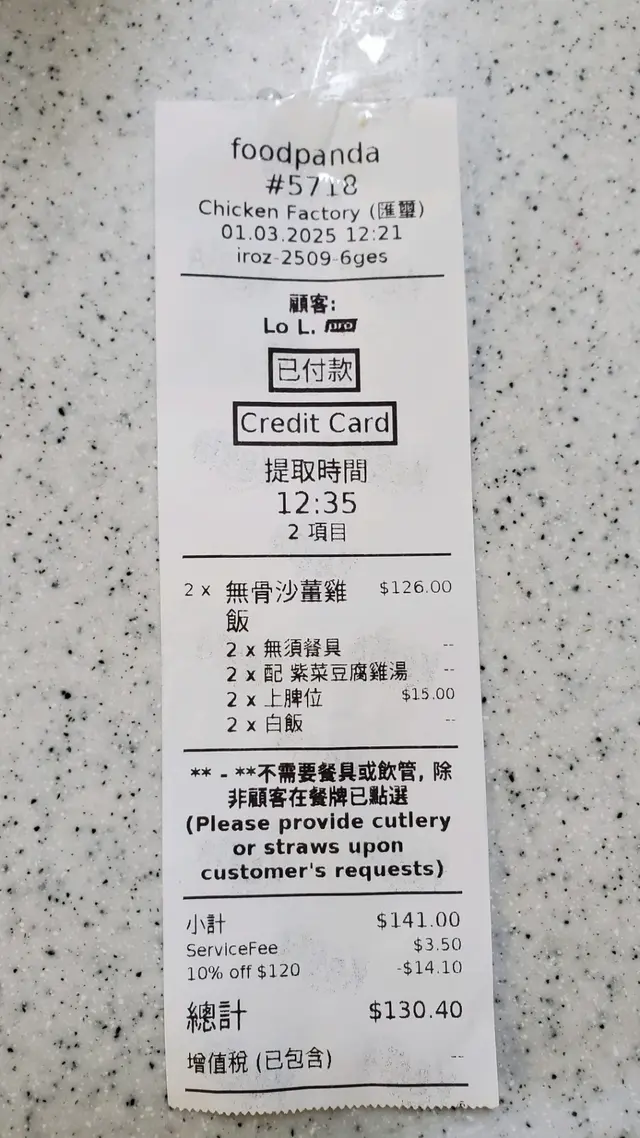 foodpanda
#5718
Chicken Factory (匯璽)
01.03.2025 12:21
iroz-2509-6ges
顧客:
Lo L. pro
已付款
Credit Card
提取時間
12:35
2 項目
2 x 無骨沙薑雞 $126.00
飯
2 x 無須餐具 --
2 x 配 紫菜豆腐雞湯 --
2 x 上脾位 $15.00
2 x 白飯 --
** - **不需要餐具或飲管, 除
非顧客在餐牌已點選
(Please provide cutlery
or straws upon
customer's requests)
小計 $141.00
ServiceFee $3.50
10% off $120 -$14.10
總計 $130.40
增值稅 (已包含) --